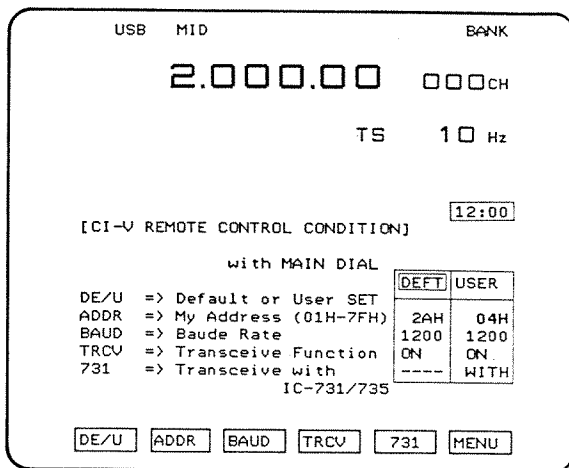 USB MID BANK
2.000.00 000CH
TS 10 Hz
12:00
[CI-V REMOTE CONTROL CONDITION]
with MAIN DIAL
DEFT USER
DE/U => Default or User SET
ADDR => My Address (01H-7FH) 2AH 04H
BAUD => Baude Rate 1200 1200
TRCV => Transceive Function ON ON
731 => Transceive with ---- WITH
IC-731/735
DE/U ADDR BAUD TRCV 731 MENU